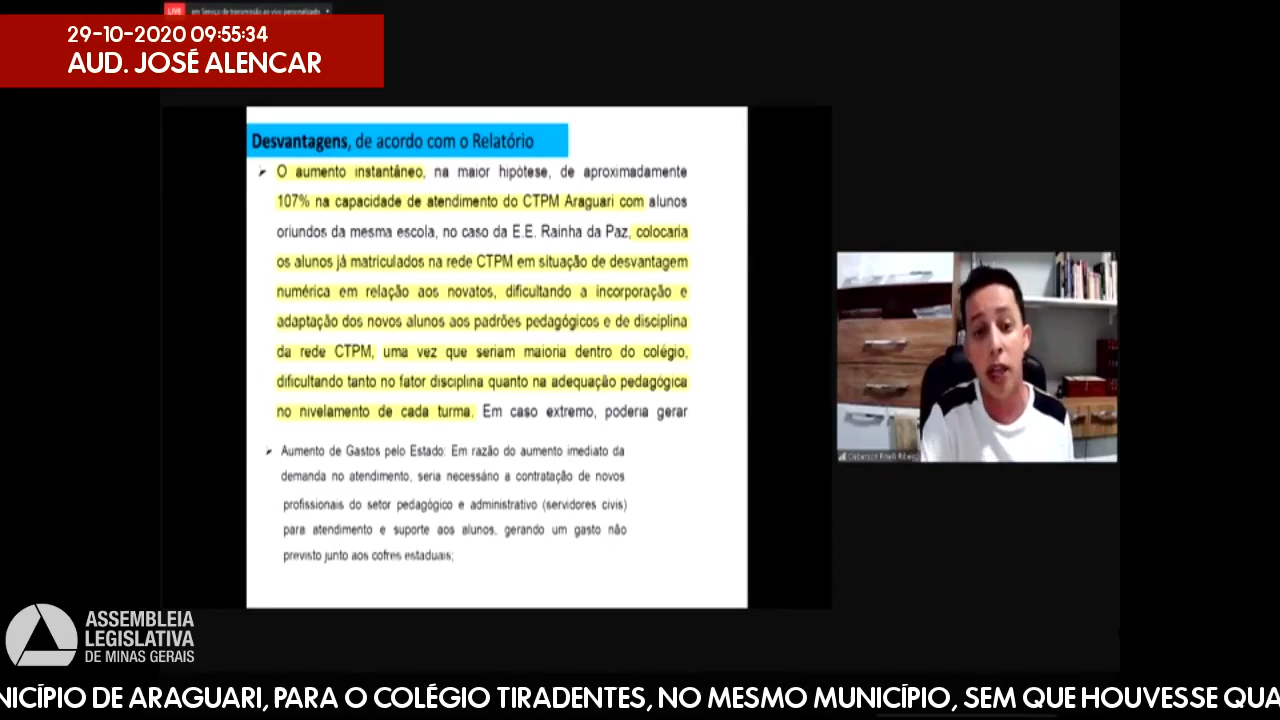 LIVE em Serviço de transmissão ao vivo personalizado
29-10-2020 09:55:34
AUD. JOSÉ ALENCAR
Desvantagens, de acordo com o Relatório
➢ O aumento instantâneo, na maior hipótese, de aproximadamente
107% na capacidade de atendimento do CTPM Araguari com alunos
oriundos da mesma escola, no caso da E.E. Rainha da Paz, colocaria
os alunos já matriculados na rede CTPM em situação de desvantagem
numérica em relação aos novatos, dificultando a incorporação e
adaptação dos novos alunos aos padrões pedagógicos e de disciplina
da rede CTPM, uma vez que seriam maioria dentro do colégio,
dificultando tanto no fator disciplina quanto na adequação pedagógica
no nivelamento de cada turma. Em caso extremo, poderia gerar
➢ Aumento de Gastos pelo Estado: Em razão do aumento imediato da
demanda no atendimento, seria necessário a contratação de novos
profissionais do setor pedagógico e administrativo (servidores civis)
para atendimento e suporte aos alunos, gerando um gasto não
previsto junto aos cofres estaduais;
ASSEMBLEIA
LEGISLATIVA
DE MINAS GERAIS
NICÍPIO DE ARAGUARI, PARA O COLÉGIO TIRADENTES, NO MESMO MUNICÍPIO, SEM QUE HOUVESSE QUA